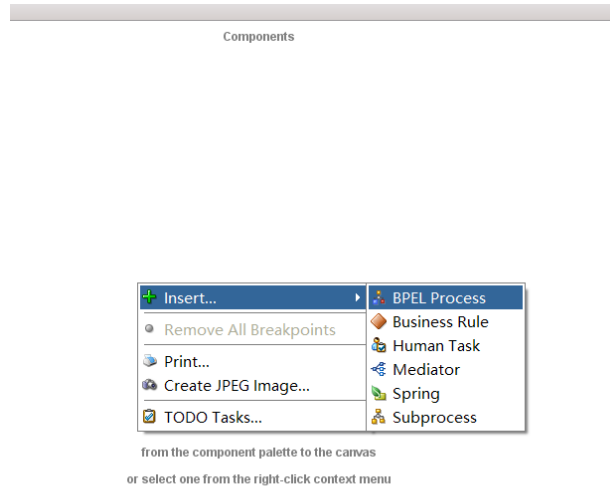 Components
Insert...
Remove All Breakpoints
Print...
Create JPEG Image...
TODO Tasks...
BPEL Process
Business Rule
Human Task
Mediator
Spring
Subprocess
from the component palette to the canvas
or select one from the right-click context menu